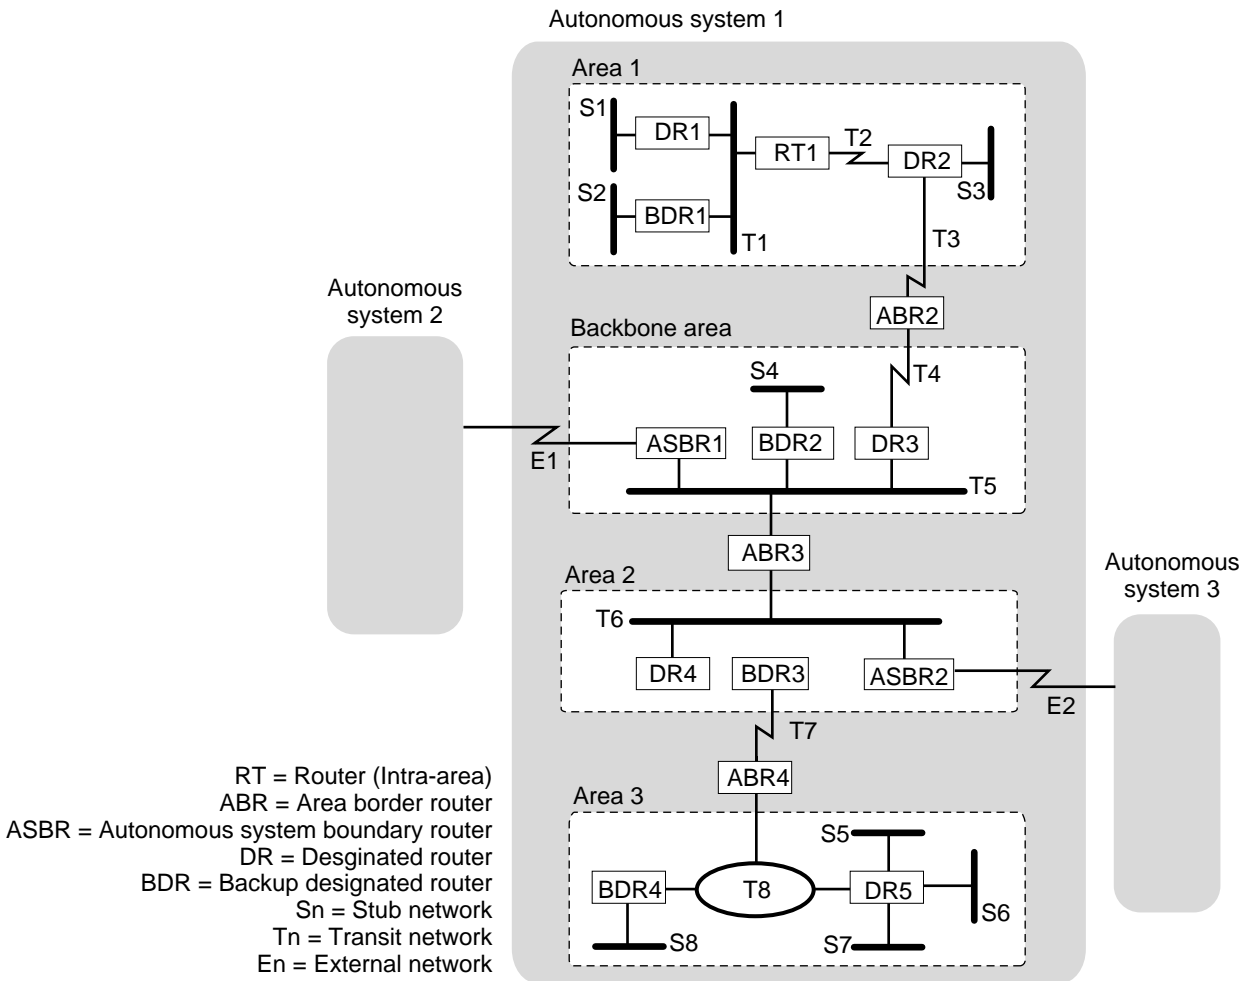 Autonomous system 1
Area 1
S1
DR1
RT1
T2
DR2
S3
S2
BDR1
T1
T3
Autonomous
system 2
ABR2
Backbone area
S4
T4
E1
ASBR1
BDR2
DR3
T5
ABR3
Autonomous
system 3
Area 2
T6
DR4
BDR3
ASBR2
E2
T7
ABR4
RT = Router (Intra-area)
ABR = Area border router
ASBR = Autonomous system boundary router
DR = Desginated router
BDR = Backup designated router
Sn = Stub network
Tn = Transit network
En = External network
Area 3
S5
BDR4
T8
DR5
S6
S8
S7